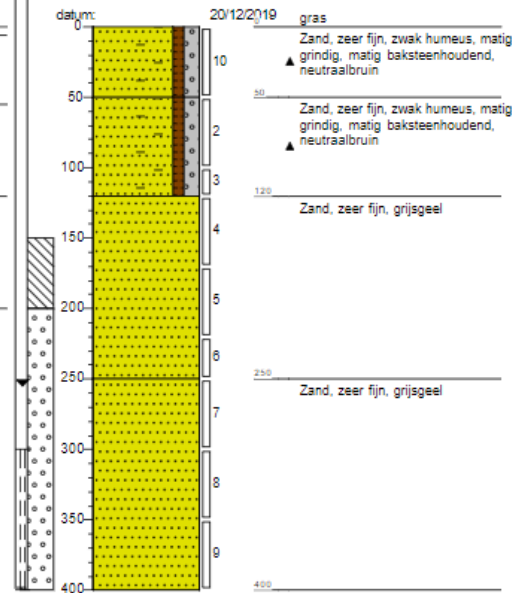 datum: 20/12/2019
0
0 gras
Zand, zeer fijn, zwak humeus, matig
grindig, matig baksteenhoudend,
neutraalbruin
10
50
50
Zand, zeer fijn, zwak humeus, matig
grindig, matig baksteenhoudend,
neutraalbruin
2
100
3
120
Zand, zeer fijn, grijsgeel
4
150
5
200
6
250
250
Zand, zeer fijn, grijsgeel
7
300
8
350
9
400
400